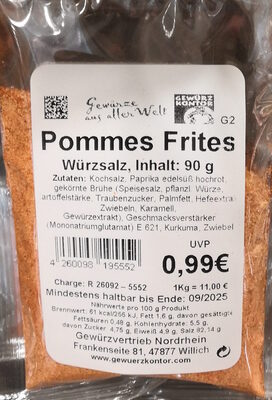 Gewürze
aus aller Welt
GEWÜRZ
KONTOR
G2
Pommes Frites
Würzsalz, Inhalt: 90 g
Zutaten: Kochsalz, Paprika edelsüß hochrot,
gekörnte Brühe (Speisesalz, pflanzl. Würze,
artoffelstärke, Traubenzucker, Palmfett, Hefeextra
Zwiebeln, Karamell,
Gewürzextrakt), Geschmacksverstärker
(Mononatriumglutanat) E 621, Kurkuma, Zwiebel
UVP
0,99€
4 260098 195552
Charge: R 26092 – 5552
1Kg = 11,00 €
Mindestens haltbar bis Ende: 09/2025
Nährwerte pro 100 g Produkt
Brennwert: 61 kcal/256 kJ, Fett 1,6 g, davon gesättigte
Fettsäuren 0,48 g, Kohlenhydrate: 5,5 g,
davon Zucker 4,75, Eiweiß 4,9 g, Salz 82,14 g
Gewürzvertrieb Nordrhein
Frankenseite 81, 47877 Willich
www.gewuerzkontor.com